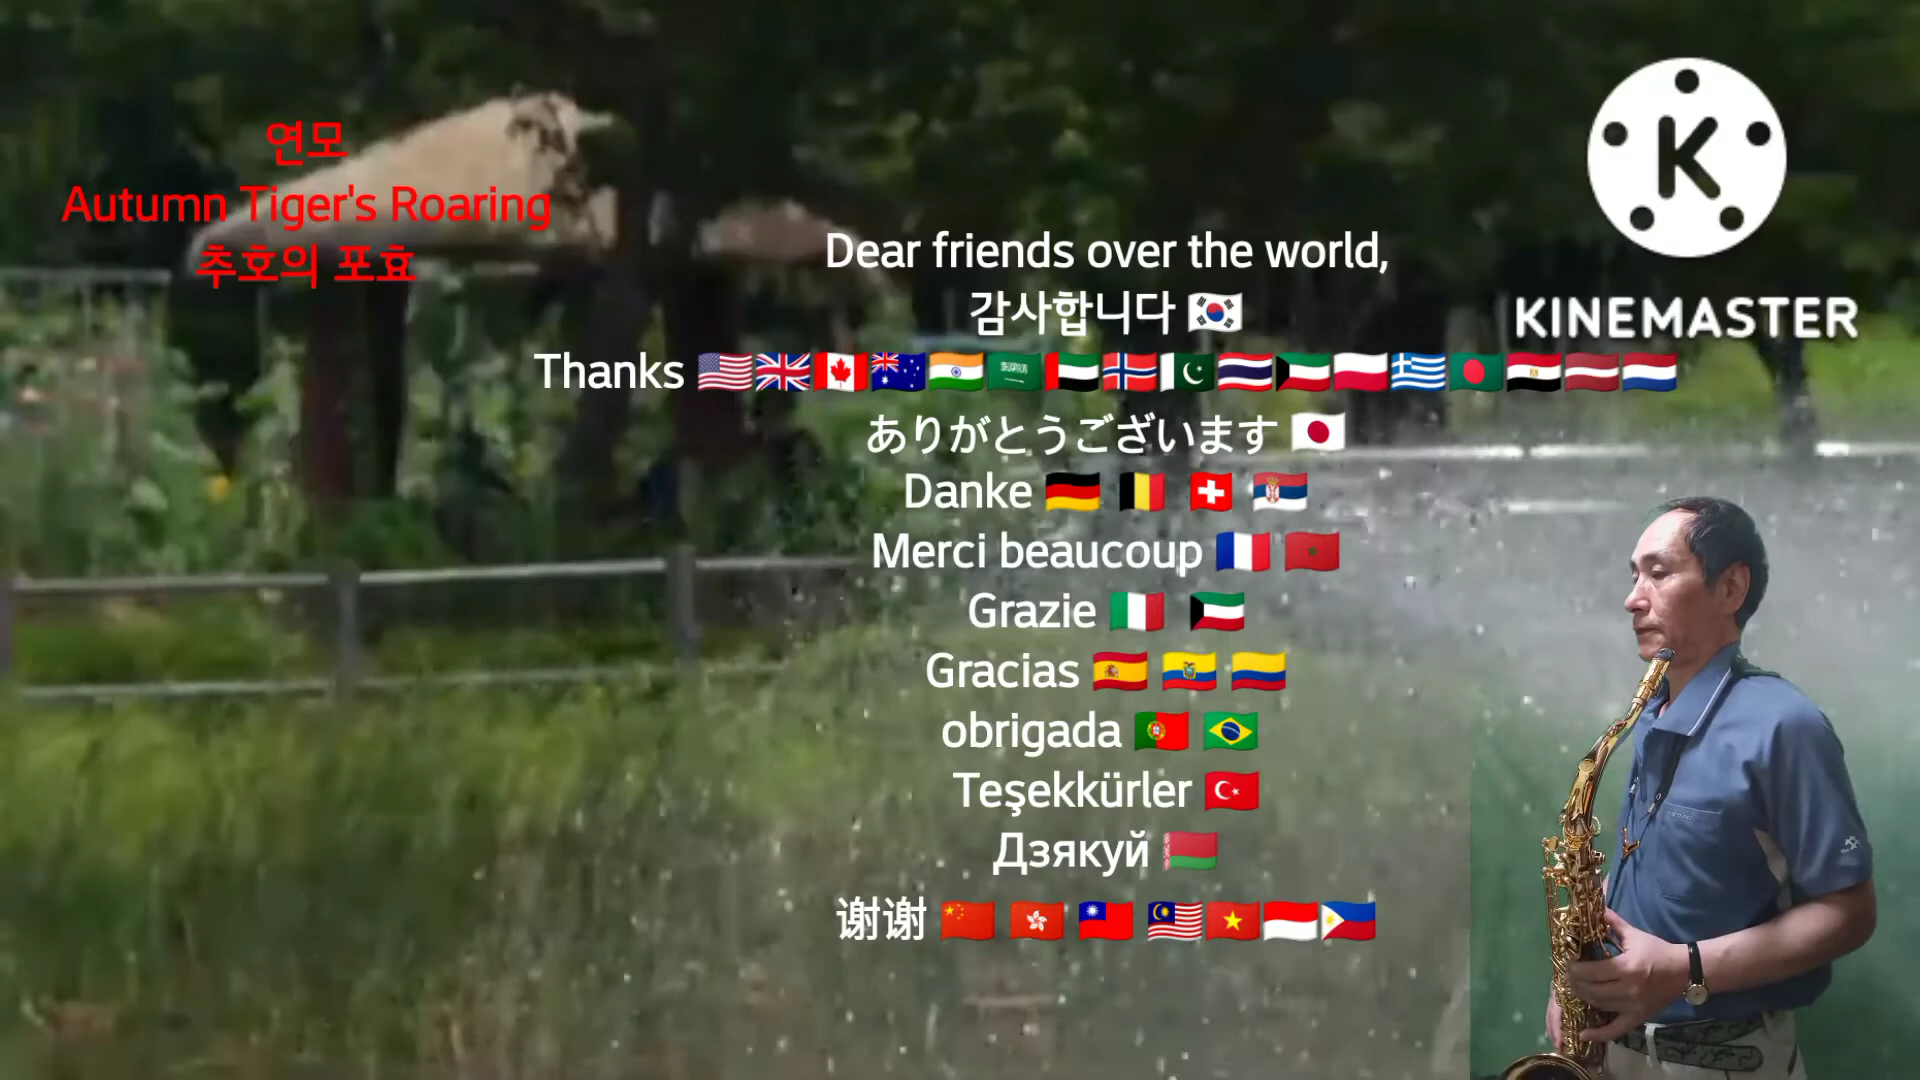 연모
Autumn Tiger's Roaring
추호의 포효
Dear friends over the world,
감사합니다 🇰🇷
Thanks 🇺🇸🇬🇧🇨🇦🇦🇺🇮🇳🇸🇦🇦🇪🇳🇴🇵🇰🇹🇭🇰🇼🇵🇱🇬🇷🇧🇩🇪🇬🇱🇻🇳🇱
ありがとうございます 🇯🇵
Danke 🇩🇪 🇧🇪 🇨🇭 🇷🇸
Merci beaucoup 🇫🇷 🇲🇦
Grazie 🇮🇹 🇰🇼
Gracias 🇪🇸 🇪🇨 🇨🇴
obrigada 🇵🇹 🇧🇷
Teşekkürler 🇹🇷
Дзякуй 🇧🇾
谢谢 🇨🇳 🇭🇰 🇹🇼 🇲🇾🇻🇳🇮🇩🇵🇭
K
KINEMASTER